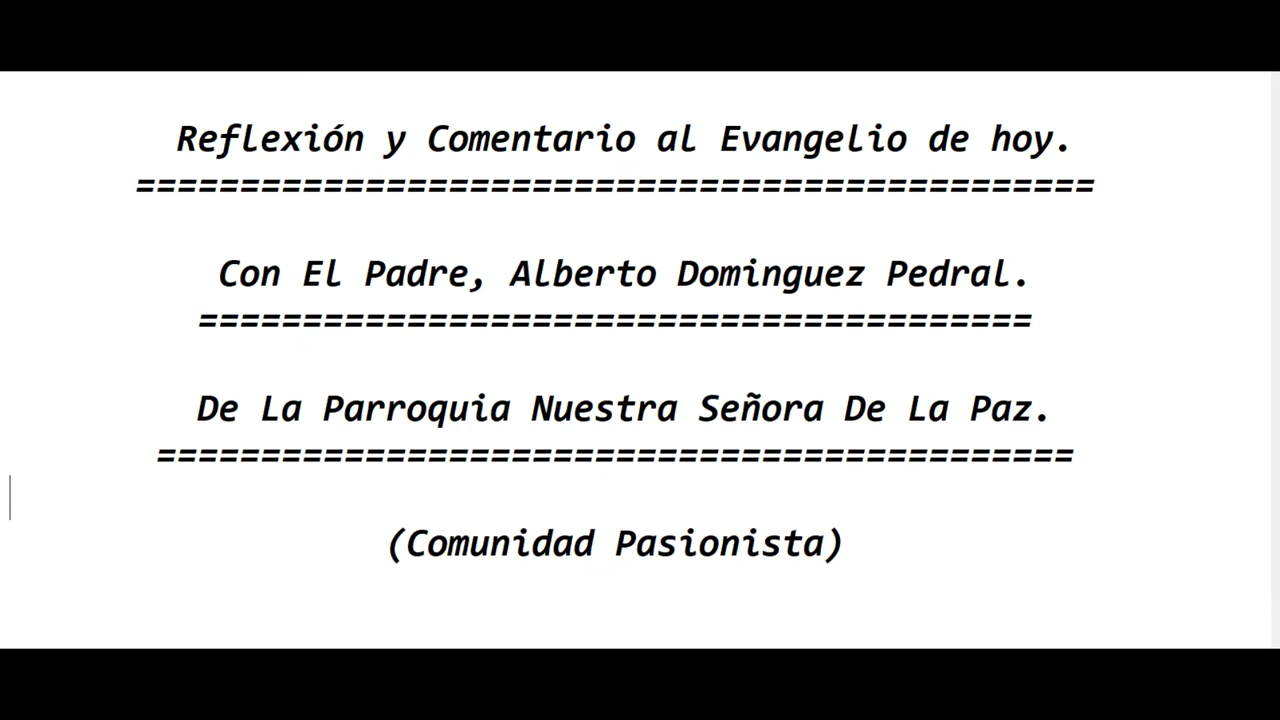 Reflexión y Comentario al Evangelio de hoy.
==============================================
Con El Padre, Alberto Dominguez Pedral.
========================================
De La Parroquia Nuestra Señora De La Paz.
============================================
(Comunidad Pasionista)